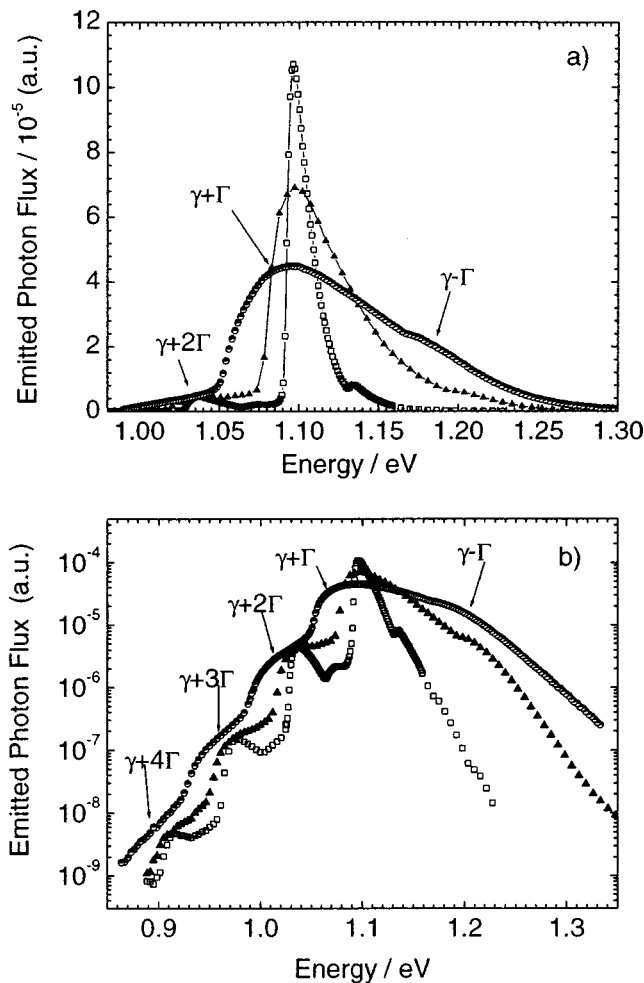 a)
Emitted Photon Flux / 10⁻⁵ (a.u.)
12
10
8
6
4
2
0
γ+Γ
γ-Γ
γ+2Γ
1.00 1.05 1.10 1.15 1.20 1.25 1.30
Energy / eV
b)
Emitted Photon Flux (a.u.)
10⁻⁴
10⁻⁵
10⁻⁶
10⁻⁷
10⁻⁸
10⁻⁹
γ+Γ
γ-Γ
γ+2Γ
γ+3Γ
γ+4Γ
0.9 1.0 1.1 1.2 1.3
Energy / eV